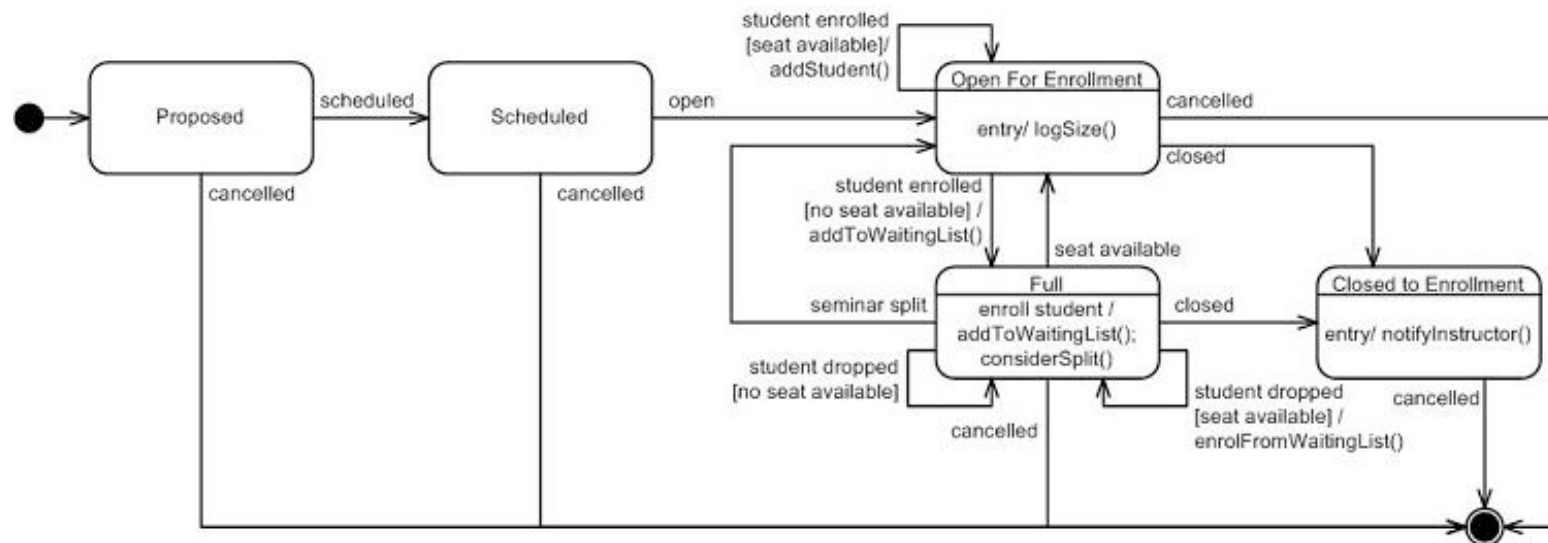 student enrolled
[seat available]/
addStudent()
Open For Enrollment
entry/ logSize()
Proposed
scheduled
Scheduled
open
cancelled
closed
cancelled
cancelled
student enrolled
[no seat available] /
addToWaitingList()
seat available
Full
enroll student /
addToWaitingList();
considerSplit()
seminar split
closed
Closed to Enrollment
entry/ notifyInstructor()
student dropped
[no seat available]
student dropped
[seat available] /
enrolFromWaitingList()
cancelled
cancelled